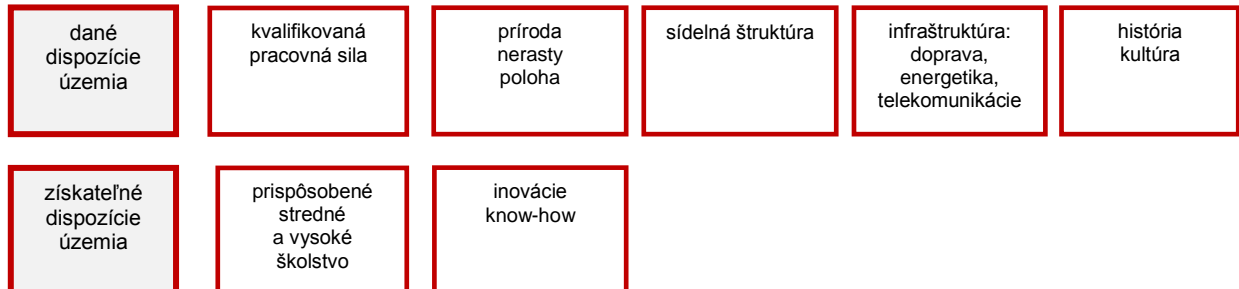 dané
dispozície
územia
kvalifikovaná
pracovná sila
príroda
nerasty
poloha
sídelná štruktúra
infraštruktúra:
doprava,
energetika,
telekomunikácie
história
kultúra
získateľné
dispozície
územia
prispôsobené
stredné
a vysoké
školstvo
inovácie
know-how